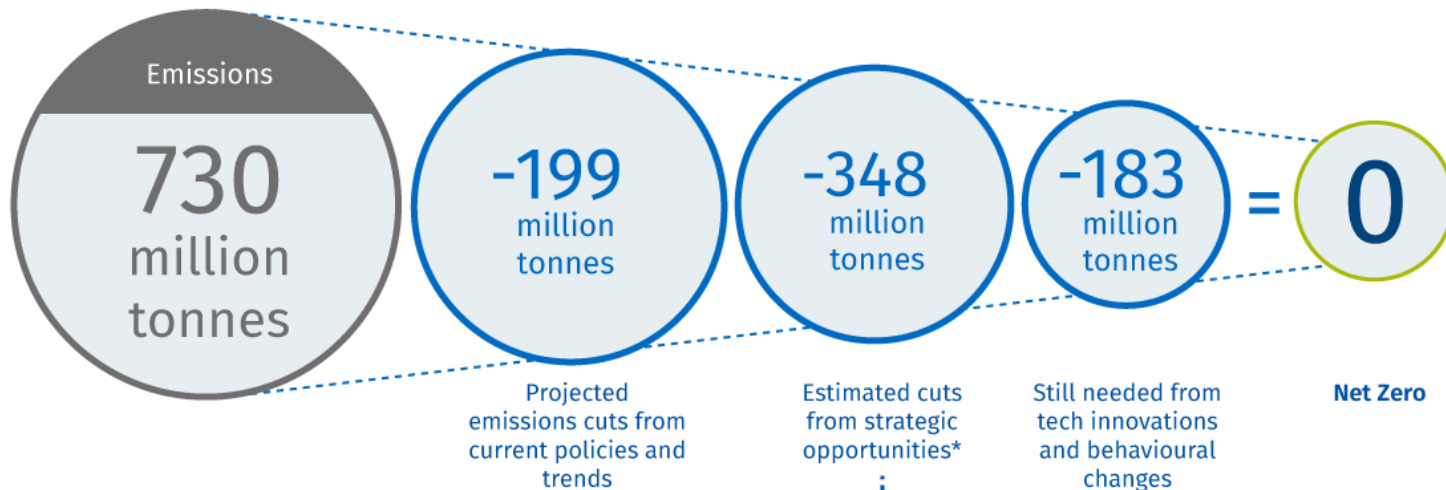 Emissions
730
million
tonnes
-199
million
tonnes
-348
million
tonnes
-183
million
tonnes
=
0
Projected
emissions cuts from
current policies and
trends
Estimated cuts
from strategic
opportunities*
Still needed from
tech innovations
and behavioural
changes
Net Zero